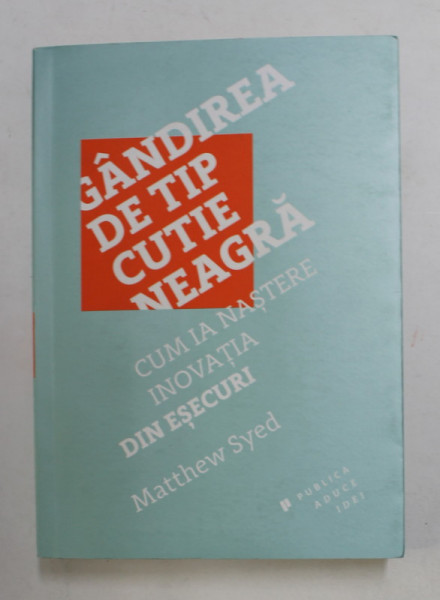 GÂNDIREA
DE TIP
CUTIE
NEAGRĂ
CUM IA NAȘTERE
INOVAȚIA
DIN EȘECURI
Matthew Syed
PUBLICA
ADUCE
IDEI